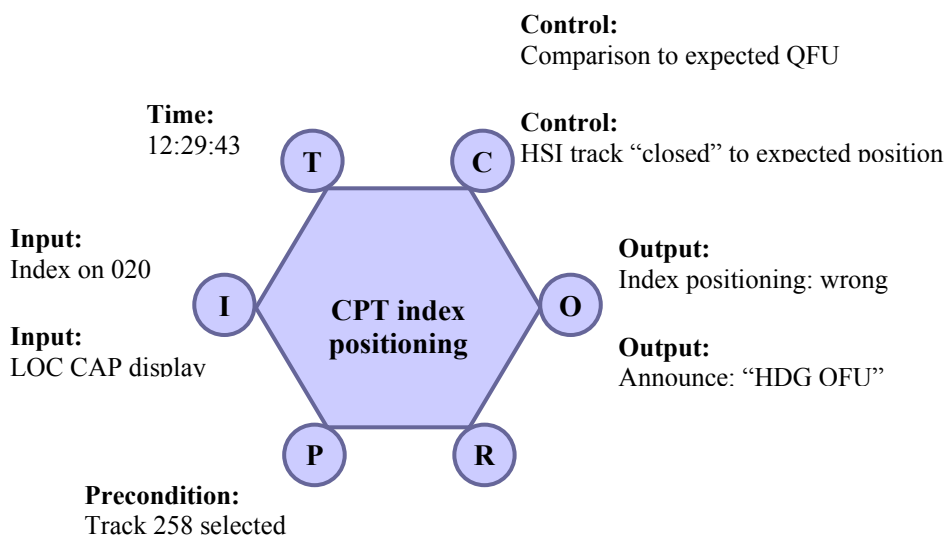 Control:
Comparison to expected QFU
Time:
12:29:43
Control:
HSI track “closed” to expected position
T
C
Input:
Index on 020
Output:
Index positioning: wrong
I
CPT index
positioning
O
Input:
LOC CAP display
Output:
Announce: “HDG QFU”
P
R
Precondition:
Track 258 selected